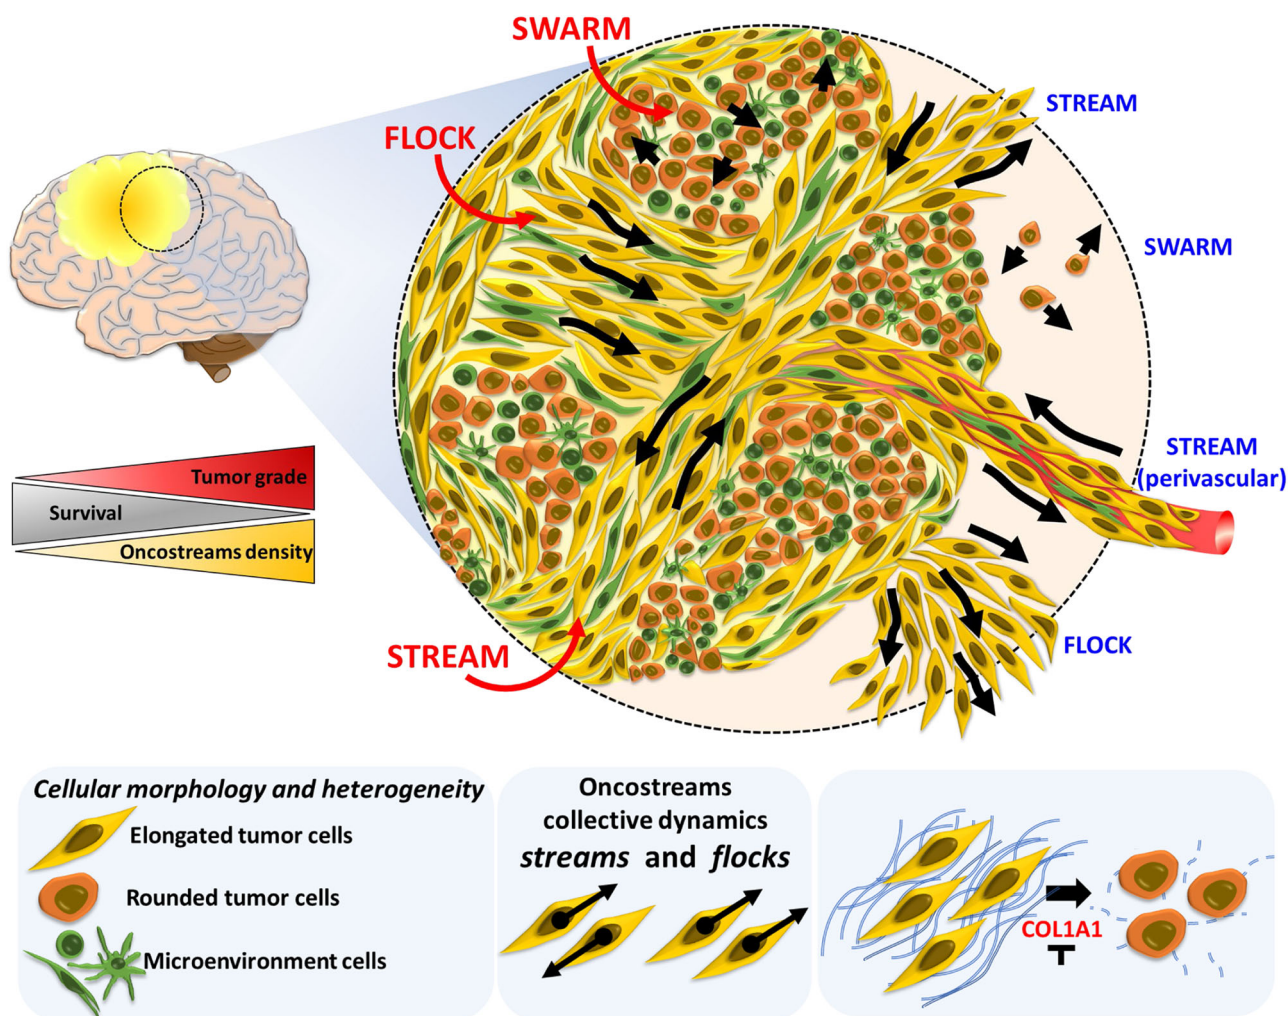 SWARM
FLOCK
STREAM
SWARM
STREAM
(perivascular)
FLOCK
STREAM
Tumor grade
Survival
Oncostreams density
Cellular morphology and heterogeneity
Elongated tumor cells
Rounded tumor cells
Microenvironment cells
Oncostreams
collective dynamics
streams and flocks
COL1A1